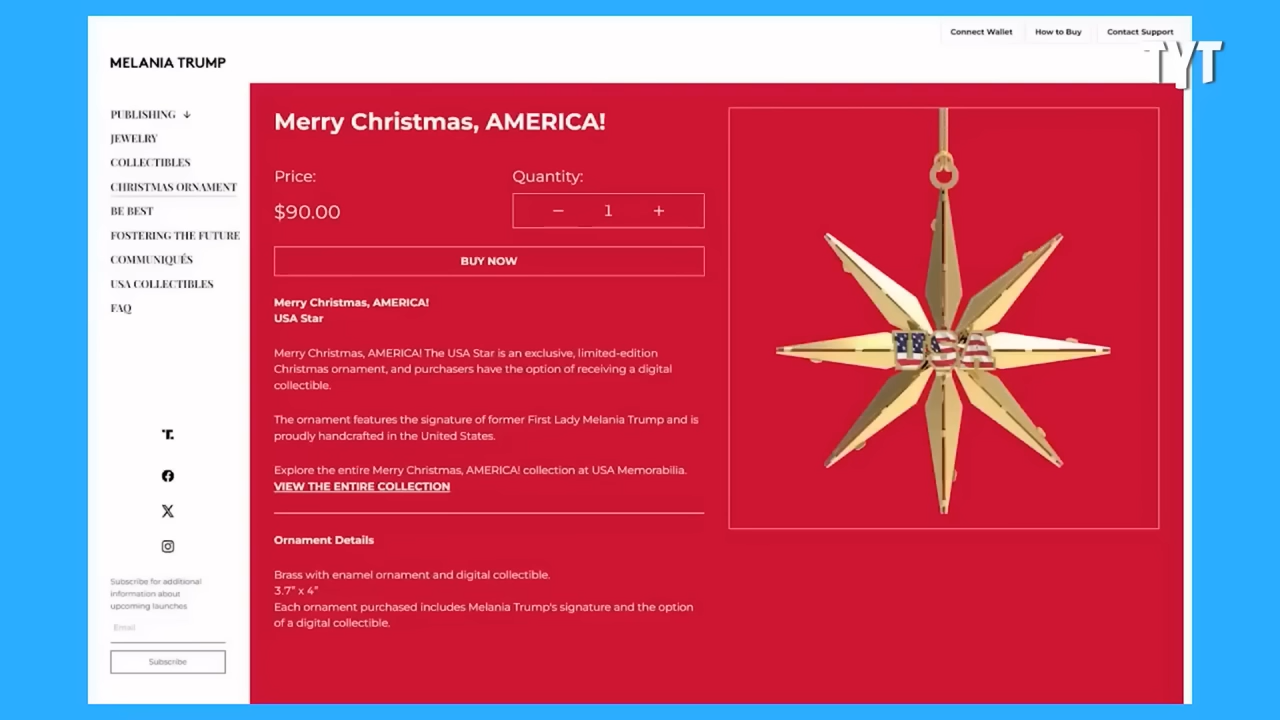 Connect Wallet
How to Buy
Contact Support
TYT
MELANIA TRUMP
PUBLISHING ↓
JEWELRY
COLLECTIBLES
CHRISTMAS ORNAMENT
BE BEST
FOSTERING THE FUTURE
COMMUNIQUÉS
USA COLLECTIBLES
FAQ
T.
Subscribe for additional
information about
upcoming launches
Email
Subscribe
Merry Christmas, AMERICA!
Price:
$90.00
Quantity:
− 1 +
BUY NOW
Merry Christmas, AMERICA!
USA Star
Merry Christmas, AMERICA! The USA Star is an exclusive, limited-edition
Christmas ornament, and purchasers have the option of receiving a digital
collectible.
The ornament features the signature of former First Lady Melania Trump and is
proudly handcrafted in the United States.
Explore the entire Merry Christmas, AMERICA! collection at USA Memorabilia.
VIEW THE ENTIRE COLLECTION
Ornament Details
Brass with enamel ornament and digital collectible.
3.7” x 4”
Each ornament purchased includes Melania Trump's signature and the option
of a digital collectible.
USA